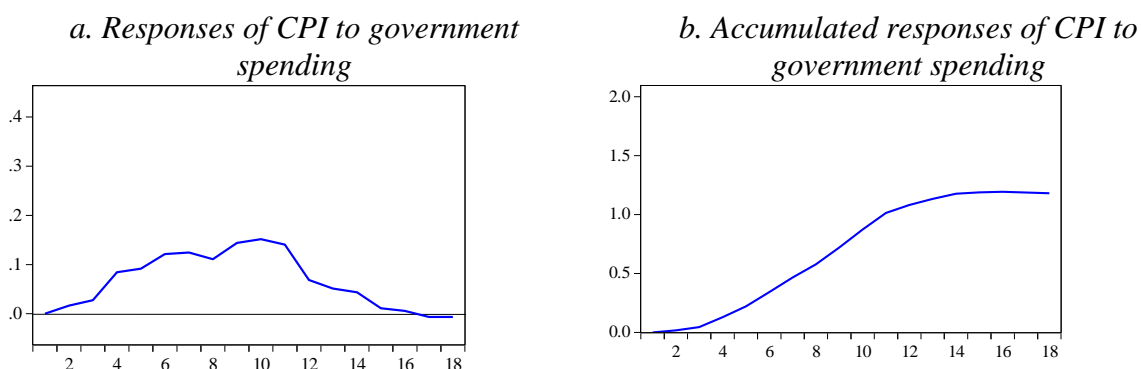 a. Responses of CPI to government
spending
.4
.3
.2
.1
.0
2 4 6 8 10 12 14 16 18
b. Accumulated responses of CPI to
government spending
2.0
1.5
1.0
0.5
0.0
2 4 6 8 10 12 14 16 18